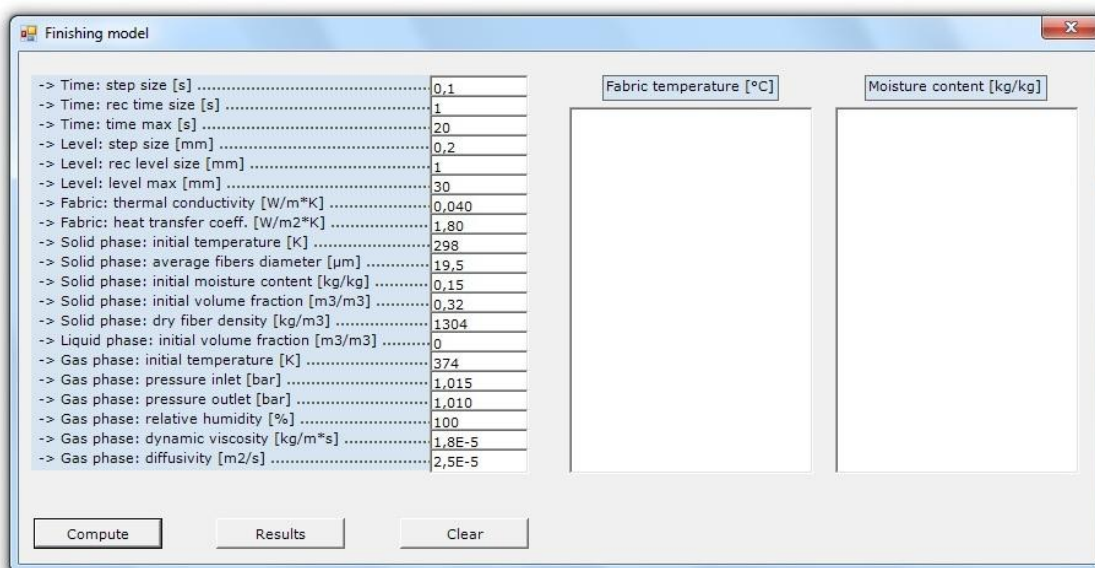 Finishing model
-> Time: step size [s] 0,1
-> Time: rec time size [s] 1
-> Time: time max [s] 20
-> Level: step size [mm] 0,2
-> Level: rec level size [mm] 1
-> Level: level max [mm] 30
-> Fabric: thermal conductivity [W/m*K] 0,040
-> Fabric: heat transfer coeff. [W/m2*K] 1,80
-> Solid phase: initial temperature [K] 298
-> Solid phase: average fibers diameter [µm] 19,5
-> Solid phase: initial moisture content [kg/kg] 0,15
-> Solid phase: initial volume fraction [m3/m3] 0,32
-> Solid phase: dry fiber density [kg/m3] 1304
-> Liquid phase: initial volume fraction [m3/m3] 0
-> Gas phase: initial temperature [K] 374
-> Gas phase: pressure inlet [bar] 1,015
-> Gas phase: pressure outlet [bar] 1,010
-> Gas phase: relative humidity [%] 100
-> Gas phase: dynamic viscosity [kg/m*s] 1,8E-5
-> Gas phase: diffusivity [m2/s] 2,5E-5
Fabric temperature [°C]
Moisture content [kg/kg]
Compute
Results
Clear